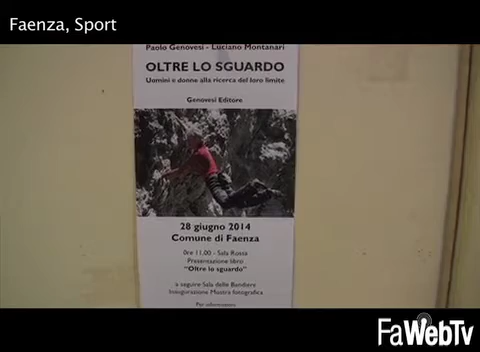 Faenza, Sport
Paolo Genovesi - Luciano Montanari
OLTRE LO SGUARDO
Uomini e donne alla ricerca del loro limite
Genovesi Editore
28 giugno 2014
Comune di Faenza
Ore 11,00 - Sala Rossa
Presentazione libro
"Oltre lo sguardo"
a seguire Sala delle Bandiere
Inaugurazione Mostra fotografica
Per informazioni
FaWebTv